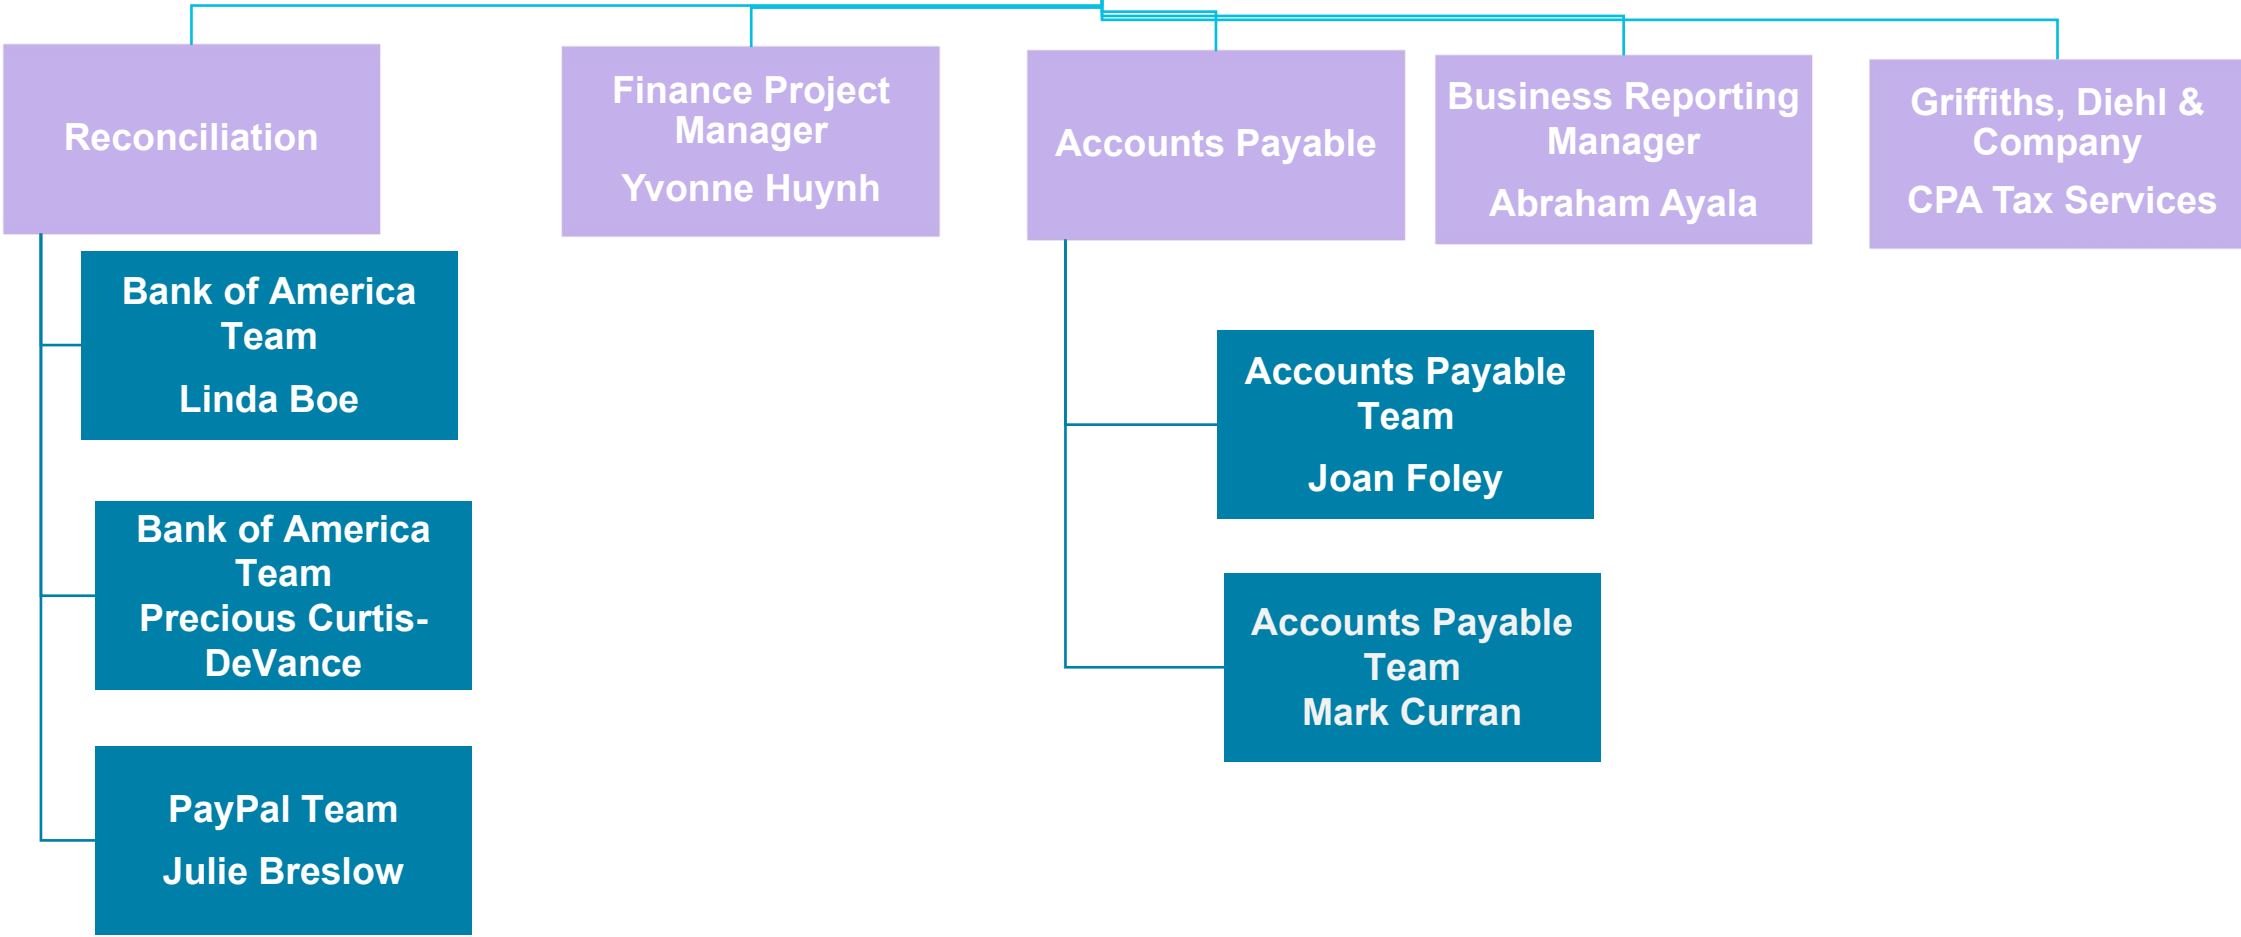 Reconciliation
Finance Project
Manager
Yvonne Huynh
Accounts Payable
Business Reporting
Manager
Abraham Ayala
Griffiths, Diehl &
Company
CPA Tax Services
Bank of America
Team
Linda Boe
Bank of America
Team
Precious Curtis-
DeVance
PayPal Team
Julie Breslow
Accounts Payable
Team
Joan Foley
Accounts Payable
Team
Mark Curran